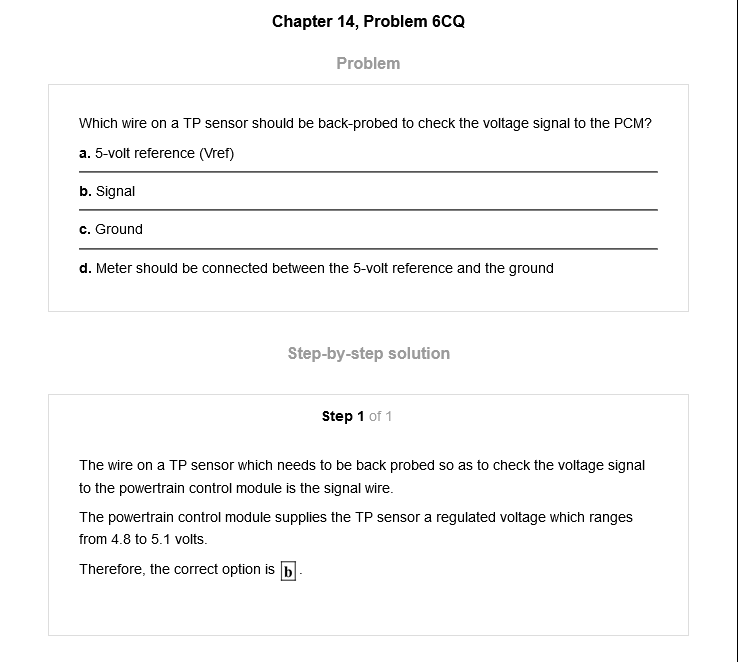 Chapter 14, Problem 6CQ
Problem
Which wire on a TP sensor should be back-probed to check the voltage signal to the PCM?
a. 5-volt reference (Vref)
b. Signal
c. Ground
d. Meter should be connected between the 5-volt reference and the ground
Step-by-step solution
Step 1 of 1
The wire on a TP sensor which needs to be back probed so as to check the voltage signal
to the powertrain control module is the signal wire.
The powertrain control module supplies the TP sensor a regulated voltage which ranges
from 4.8 to 5.1 volts.
Therefore, the correct option is b .